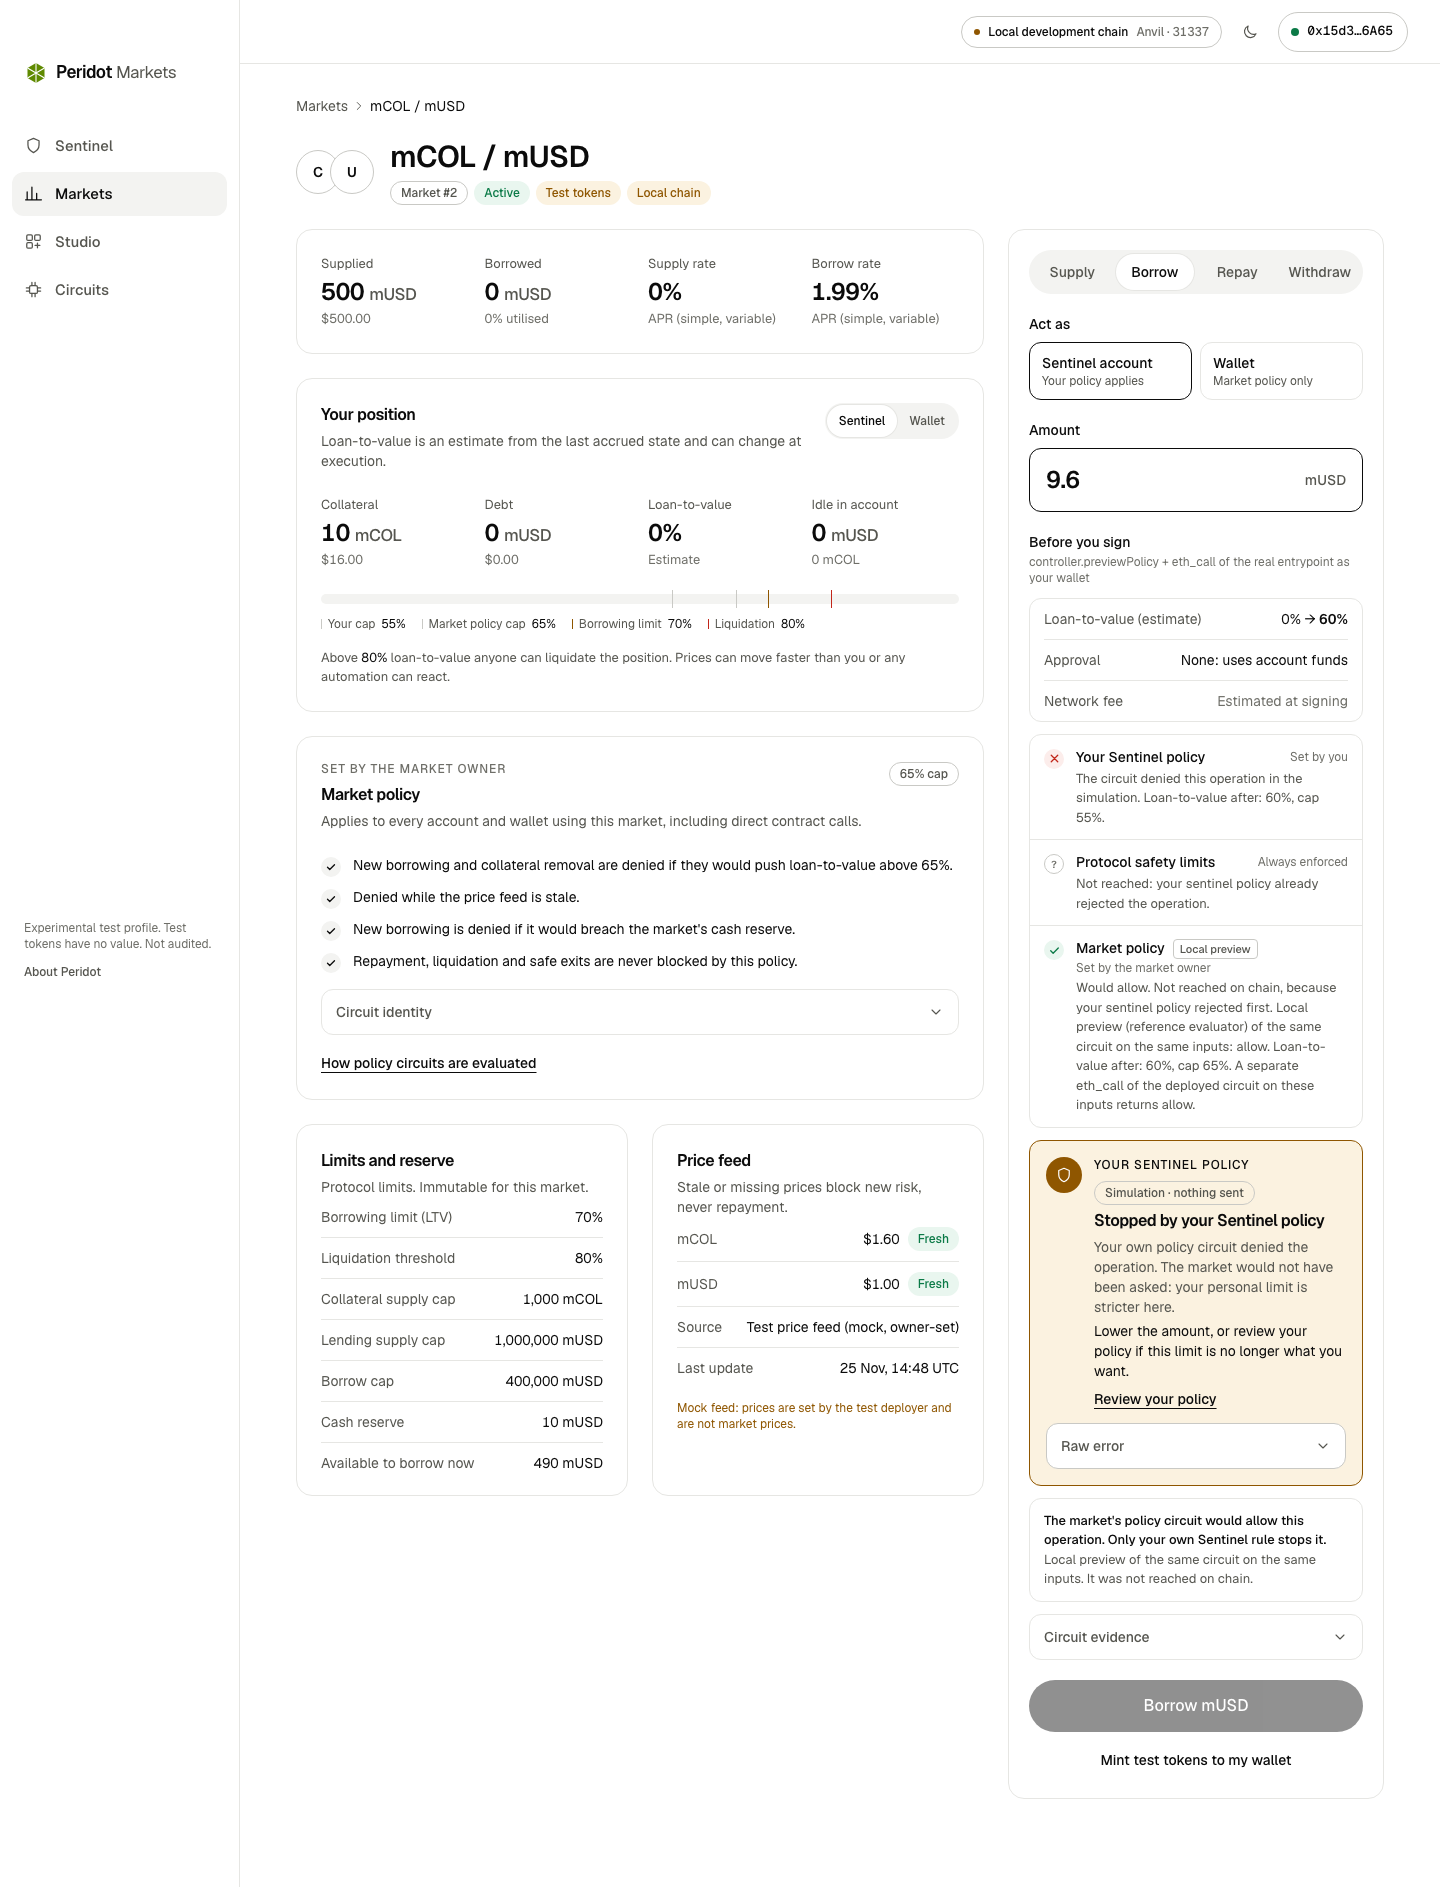 Local development chain Anvil · 31337
0x15d3…6A65
Peridot Markets
Sentinel
Markets
Studio
Circuits
Experimental test profile. Test
tokens have no value. Not audited.
About Peridot
Markets > mCOL / mUSD
C U
mCOL / mUSD
Market #2 Active Test tokens Local chain
Supplied Borrowed Supply rate Borrow rate
500 mUSD 0 mUSD 0% 1.99%
$500.00 0% utilised APR (simple, variable) APR (simple, variable)
Your position
Sentinel Wallet
Loan-to-value is an estimate from the last accrued state and can change at
execution.
Collateral Debt Loan-to-value Idle in account
10 mCOL 0 mUSD 0% 0 mUSD
$16.00 $0.00 Estimate 0 mCOL
Your cap 55% Market policy cap 65% Borrowing limit 70% Liquidation 80%
Above 80% loan-to-value anyone can liquidate the position. Prices can move faster than you or any
automation can react.
SET BY THE MARKET OWNER
65% cap
Market policy
Applies to every account and wallet using this market, including direct contract calls.
New borrowing and collateral removal are denied if they would push loan-to-value above 65%.
Denied while the price feed is stale.
New borrowing is denied if it would breach the market's cash reserve.
Repayment, liquidation and safe exits are never blocked by this policy.
Circuit identity
How policy circuits are evaluated
Limits and reserve
Protocol limits. Immutable for this market.
Borrowing limit (LTV) 70%
Liquidation threshold 80%
Collateral supply cap 1,000 mCOL
Lending supply cap 1,000,000 mUSD
Borrow cap 400,000 mUSD
Cash reserve 10 mUSD
Available to borrow now 490 mUSD
Price feed
Stale or missing prices block new risk,
never repayment.
mCOL $1.60 Fresh
mUSD $1.00 Fresh
Source Test price feed (mock, owner-set)
Last update 25 Nov, 14:48 UTC
Mock feed: prices are set by the test deployer and
are not market prices.
Supply Borrow Repay Withdraw
Act as
Sentinel account Wallet
Your policy applies Market policy only
Amount
9.6 mUSD
Before you sign
controller.previewPolicy + eth_call of the real entrypoint as
your wallet
Loan-to-value (estimate) 0% → 60%
Approval None: uses account funds
Network fee Estimated at signing
Your Sentinel policy Set by you
The circuit denied this operation in the
simulation. Loan-to-value after: 60%, cap
55%.
? Protocol safety limits Always enforced
Not reached: your sentinel policy already
rejected the operation.
Market policy Local preview
Set by the market owner
Would allow. Not reached on chain, because
your sentinel policy rejected first. Local
preview (reference evaluator) of the same
circuit on the same inputs: allow. Loan-to-
value after: 60%, cap 65%. A separate
eth_call of the deployed circuit on these
inputs returns allow.
YOUR SENTINEL POLICY
Simulation · nothing sent
Stopped by your Sentinel policy
Your own policy circuit denied the
operation. The market would not have
been asked: your personal limit is
stricter here.
Lower the amount, or review your
policy if this limit is no longer what you
want.
Review your policy
Raw error
The market's policy circuit would allow this
operation. Only your own Sentinel rule stops it.
Local preview of the same circuit on the same
inputs. It was not reached on chain.
Circuit evidence
Borrow mUSD
Mint test tokens to my wallet